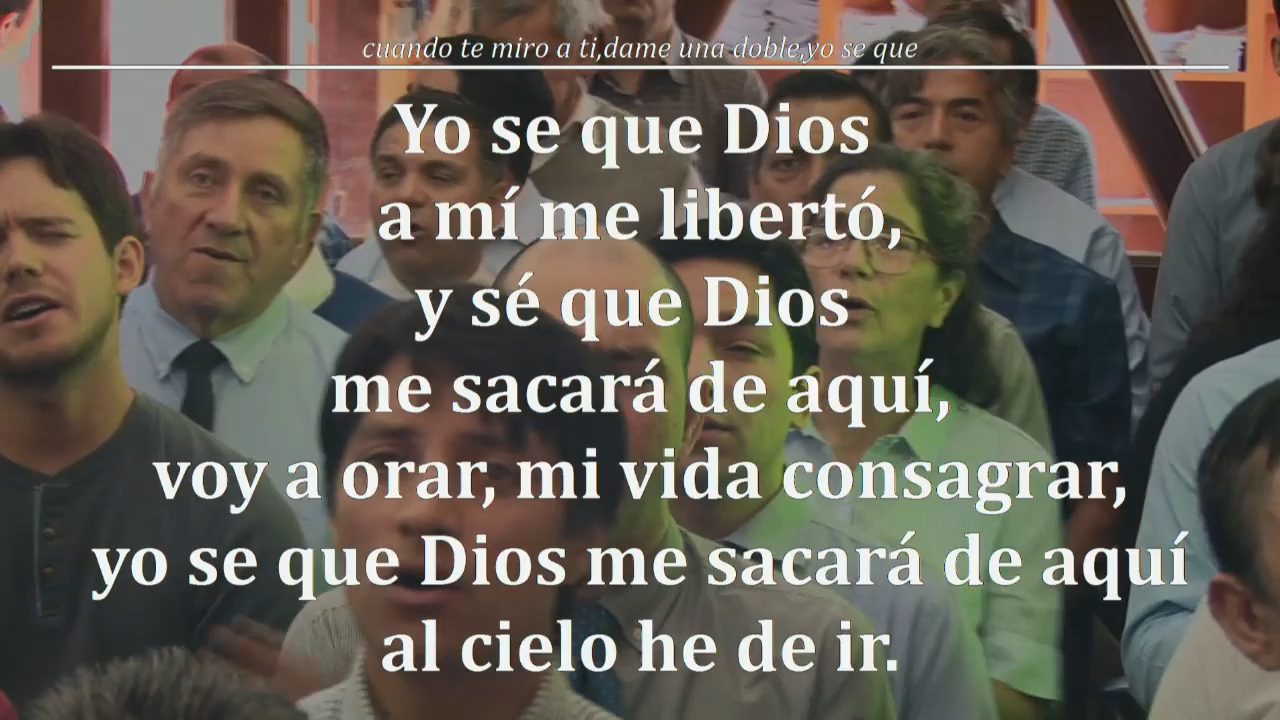 cuando te miro a ti,dame una doble,yo se que
Yo se que Dios
a mí me libertó,
y sé que Dios
me sacará de aquí,
voy a orar, mi vida consagrar,
yo se que Dios me sacará de aquí
al cielo he de ir.